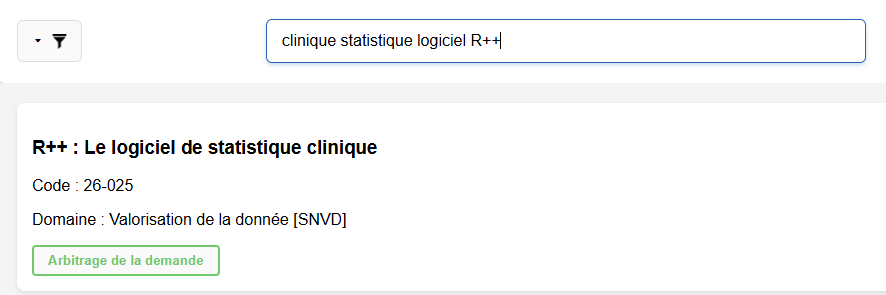 clinique statistique logiciel R++
R++ : Le logiciel de statistique clinique
Code : 26-025
Domaine : Valorisation de la donnée [SNVD]
Arbitrage de la demande